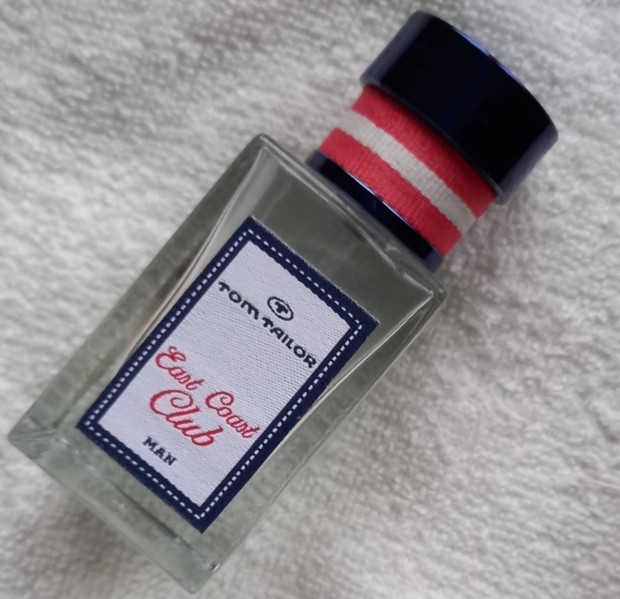 TOM TAILOR
East Coast
Club
MAN